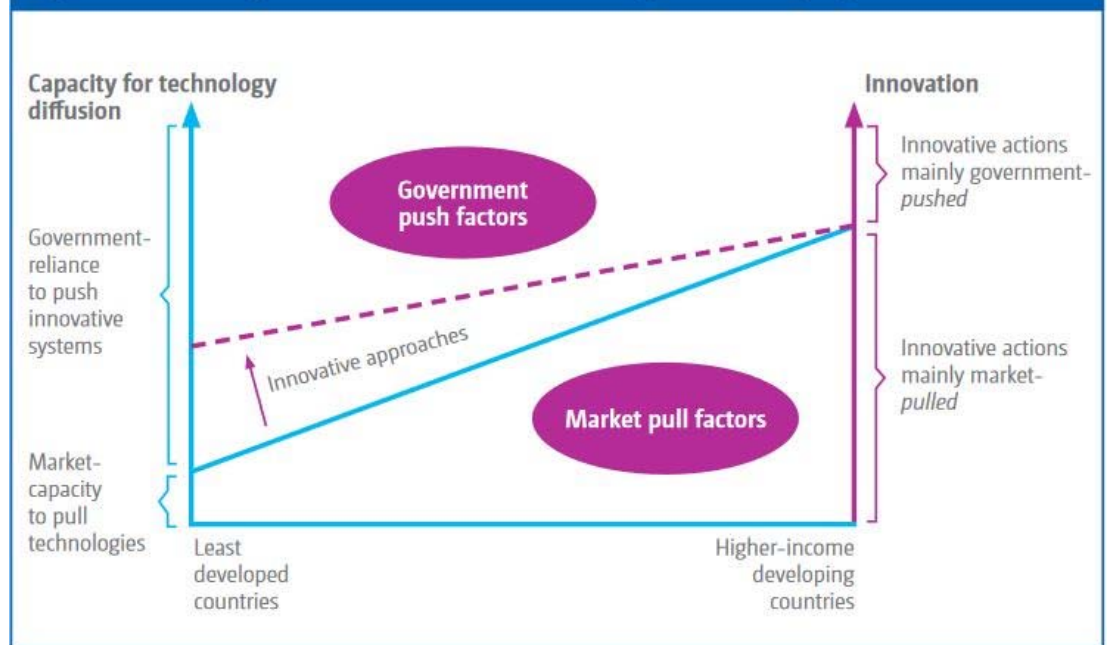 Capacity for technology
diffusion
Innovation
Government
push factors
Innovative actions
mainly government-
pushed
Government-
reliance
to push
innovative
systems
Innovative approaches
Innovative actions
mainly market-
pulled
Market pull factors
Market-
capacity
to pull
technologies
Least
developed
countries
Higher-income
developing
countries